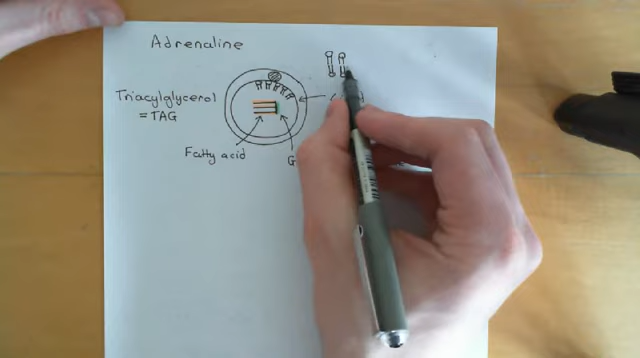 Adrenaline
Triacylglycerol
= TAG
Fatty acid
G